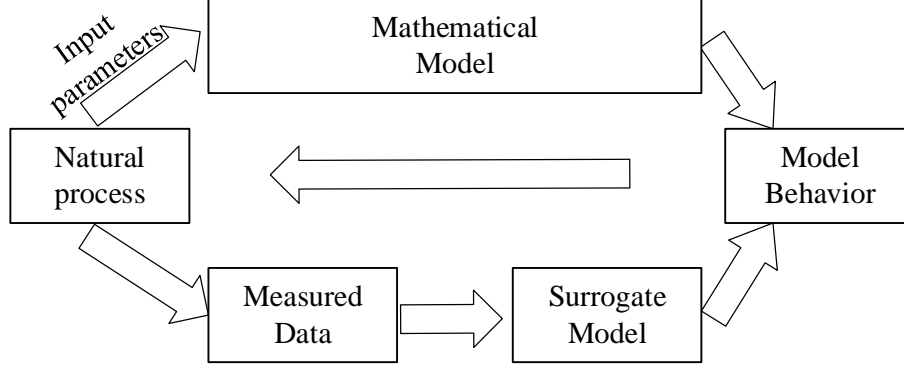 Input
parameters
Mathematical
Model
Natural
process
Model
Behavior
Measured
Data
Surrogate
Model